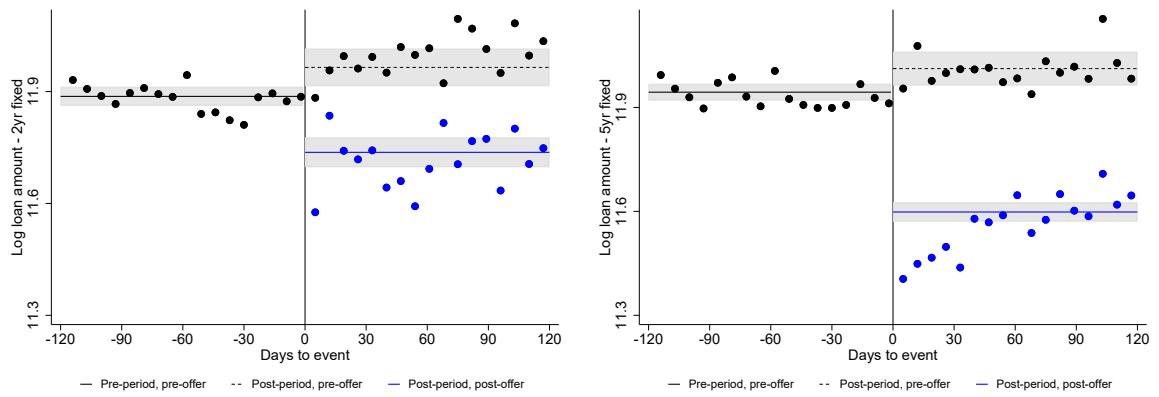 Log loan amount - 2yr fixed
11.9
11.6
11.3
-120 -90 -60 -30 0 30 60 90 120
Days to event
Pre-period, pre-offer Post-period, pre-offer Post-period, post-offer
Log loan amount - 5yr fixed
11.9
11.6
11.3
-120 -90 -60 -30 0 30 60 90 120
Days to event
Pre-period, pre-offer Post-period, pre-offer Post-period, post-offer